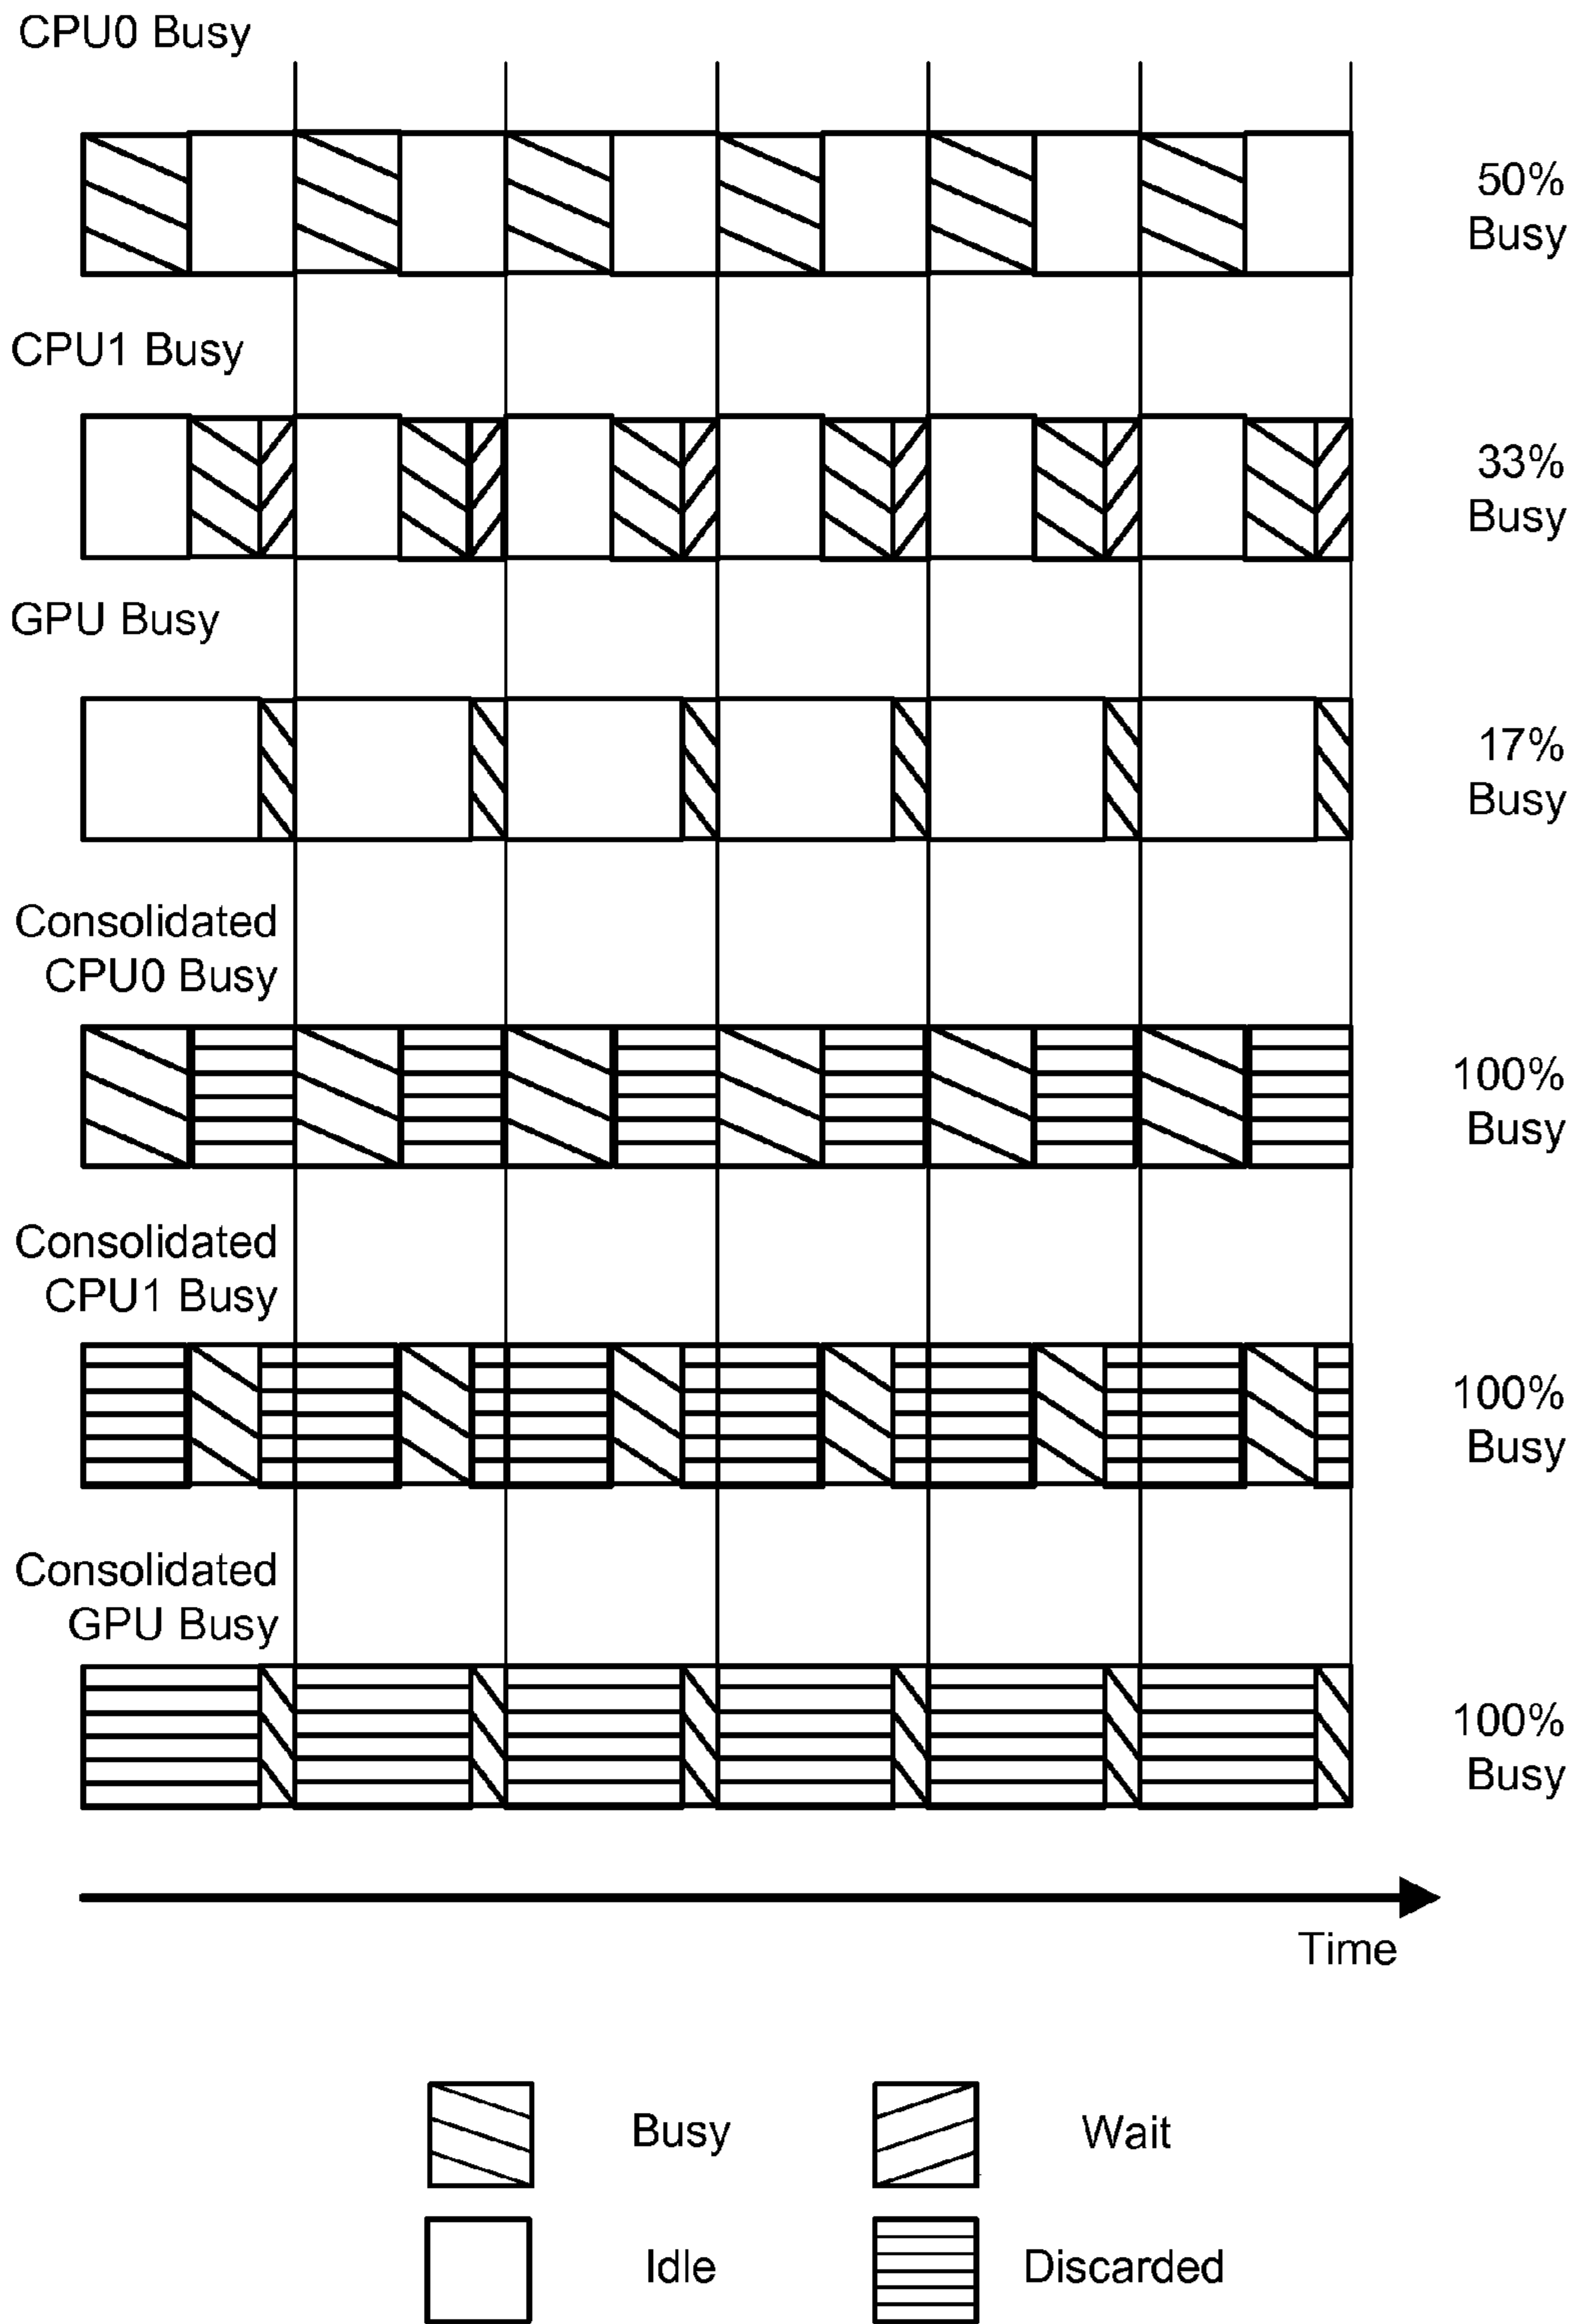 CPU0 Busy
50%
Busy
CPU1 Busy
33%
Busy
GPU Busy
17%
Busy
Consolidated
CPU0 Busy
100%
Busy
Consolidated
CPU1 Busy
100%
Busy
Consolidated
GPU Busy
100%
Busy
Time
Busy
Wait
Idle
Discarded